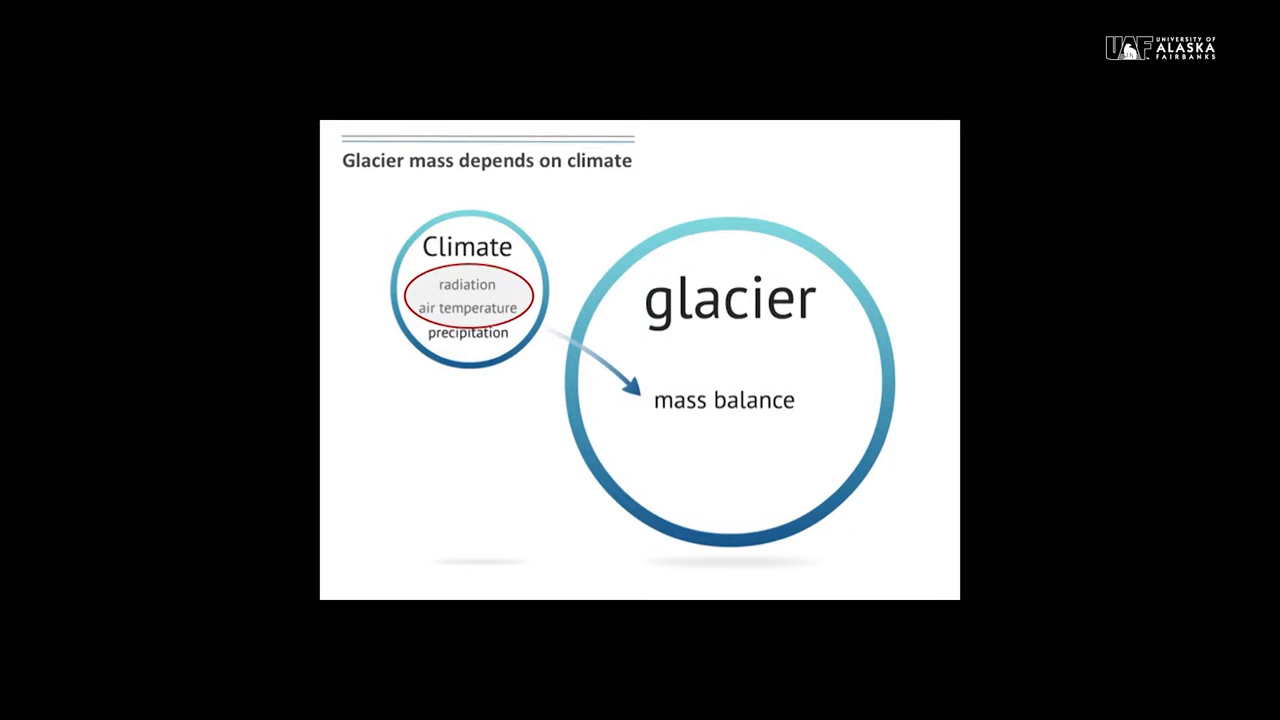 UAF
UNIVERSITY OF
ALASKA
FAIRBANKS
Glacier mass depends on climate
Climate
radiation
air temperature
precipitation
glacier
mass balance